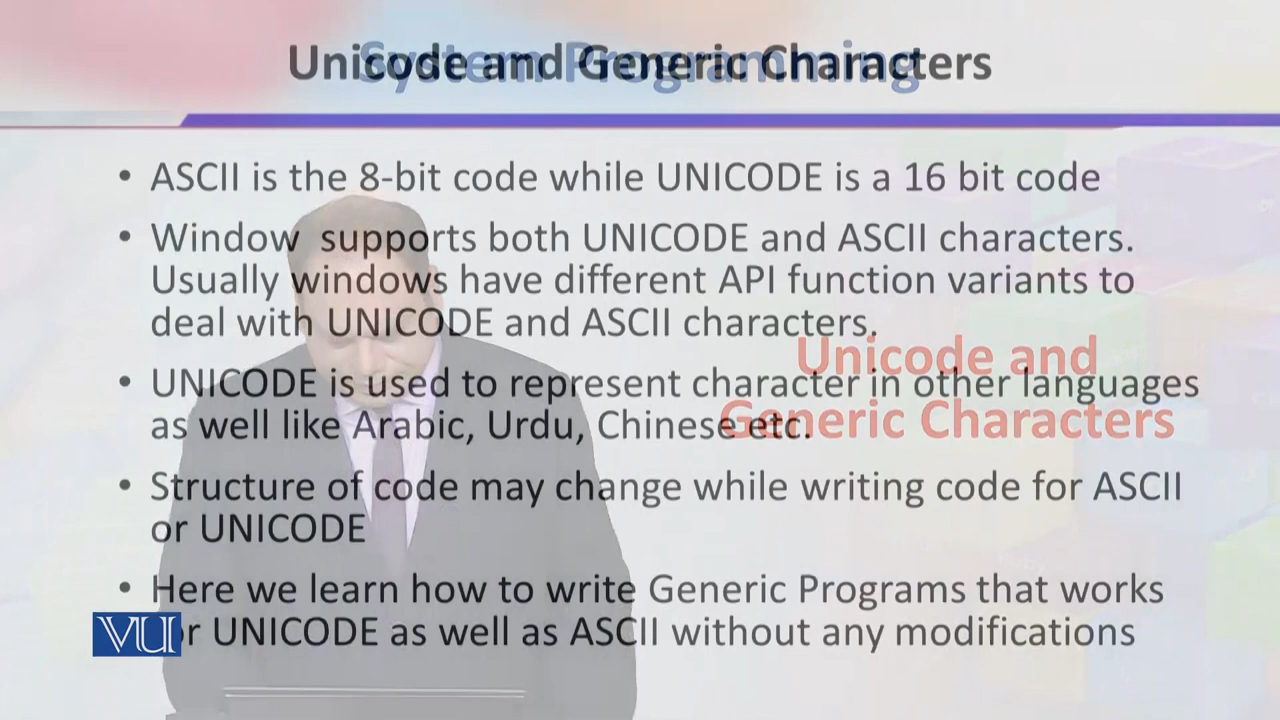 System Programming
Unicode and Generic Characters
• ASCII is the 8-bit code while UNICODE is a 16 bit code
• Window supports both UNICODE and ASCII characters.
Usually windows have different API function variants to
deal with UNICODE and ASCII characters.
Unicode and
Generic Characters
• UNICODE is used to represent character in other languages
as well like Arabic, Urdu, Chinese etc.
• Structure of code may change while writing code for ASCII
or UNICODE
• Here we learn how to write Generic Programs that works
or UNICODE as well as ASCII without any modifications
VU